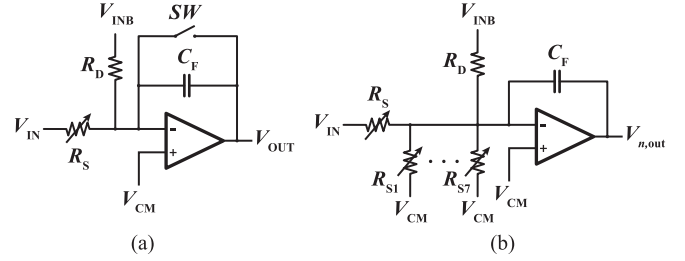 V_INB
SW
R_D
C_F
V_IN
R_S
-
+
V_OUT
V_CM
(a)
V_INB
R_D
C_F
R_S
V_IN
-
+
V_n,out
R_S1
. . .
R_S7
V_CM
V_CM
V_CM
(b)